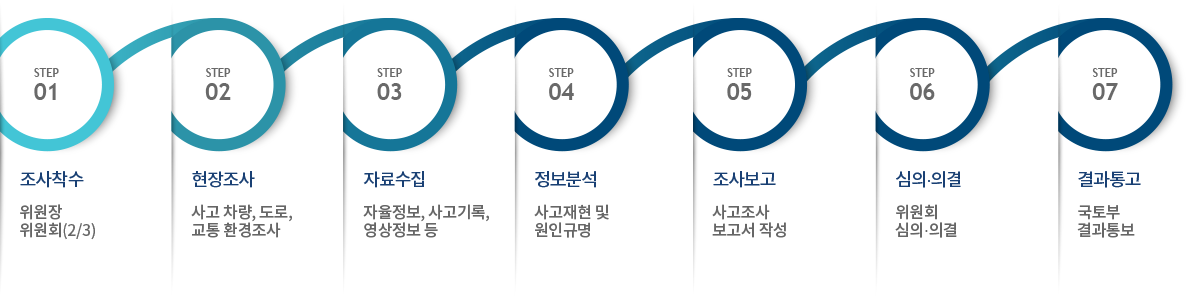 STEP
01
조사착수
위원장
위원회(2/3)
STEP
02
현장조사
사고 차량, 도로,
교통 환경조사
STEP
03
자료수집
자율정보, 사고기록,
영상정보 등
STEP
04
정보분석
사고재현 및
원인규명
STEP
05
조사보고
사고조사
보고서 작성
STEP
06
심의·의결
위원회
심의·의결
STEP
07
결과통고
국토부
결과통보